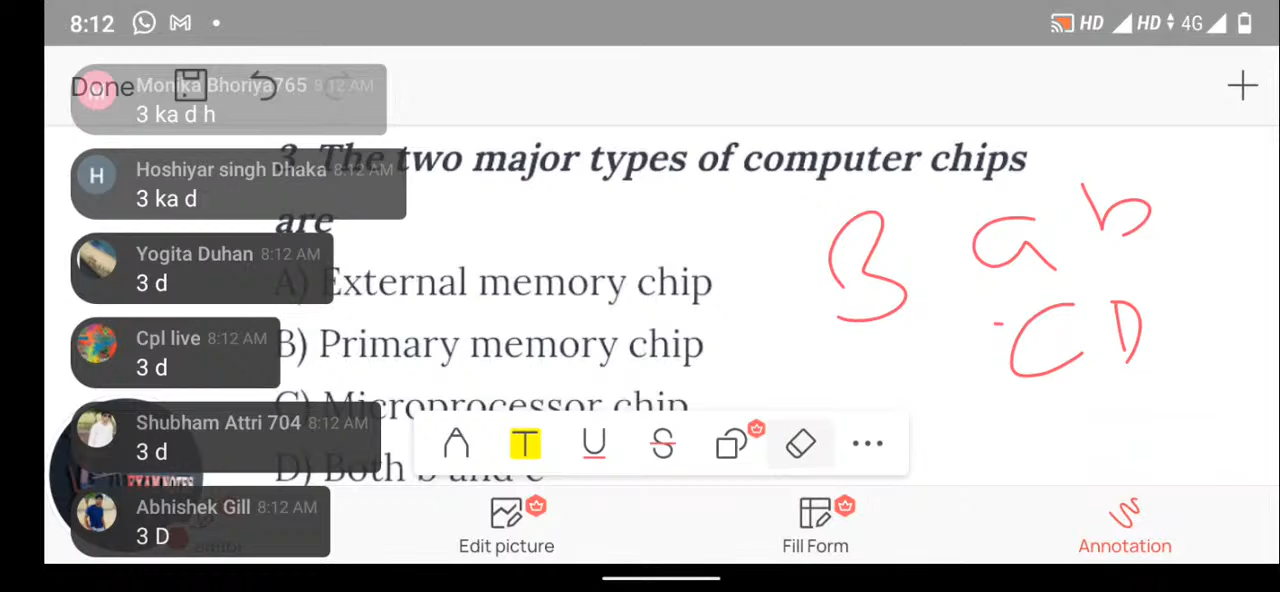 8:12 HD HD 4G
Done
Monika Bhoriya765 8:12 AM
3 ka d h
Hoshiyar singh Dhaka 8:12 AM
3 ka d
Yogita Duhan 8:12 AM
3 d
Cpl live 8:12 AM
3 d
Shubham Attri 704 8:12 AM
3 d
Abhishek Gill 8:12 AM
3 D
3. The two major types of computer chips
are
A) External memory chip
B) Primary memory chip
C) Microprocessor chip
D) Both b and c
3 a b
C D
T U S
Edit picture
Fill Form
Annotation